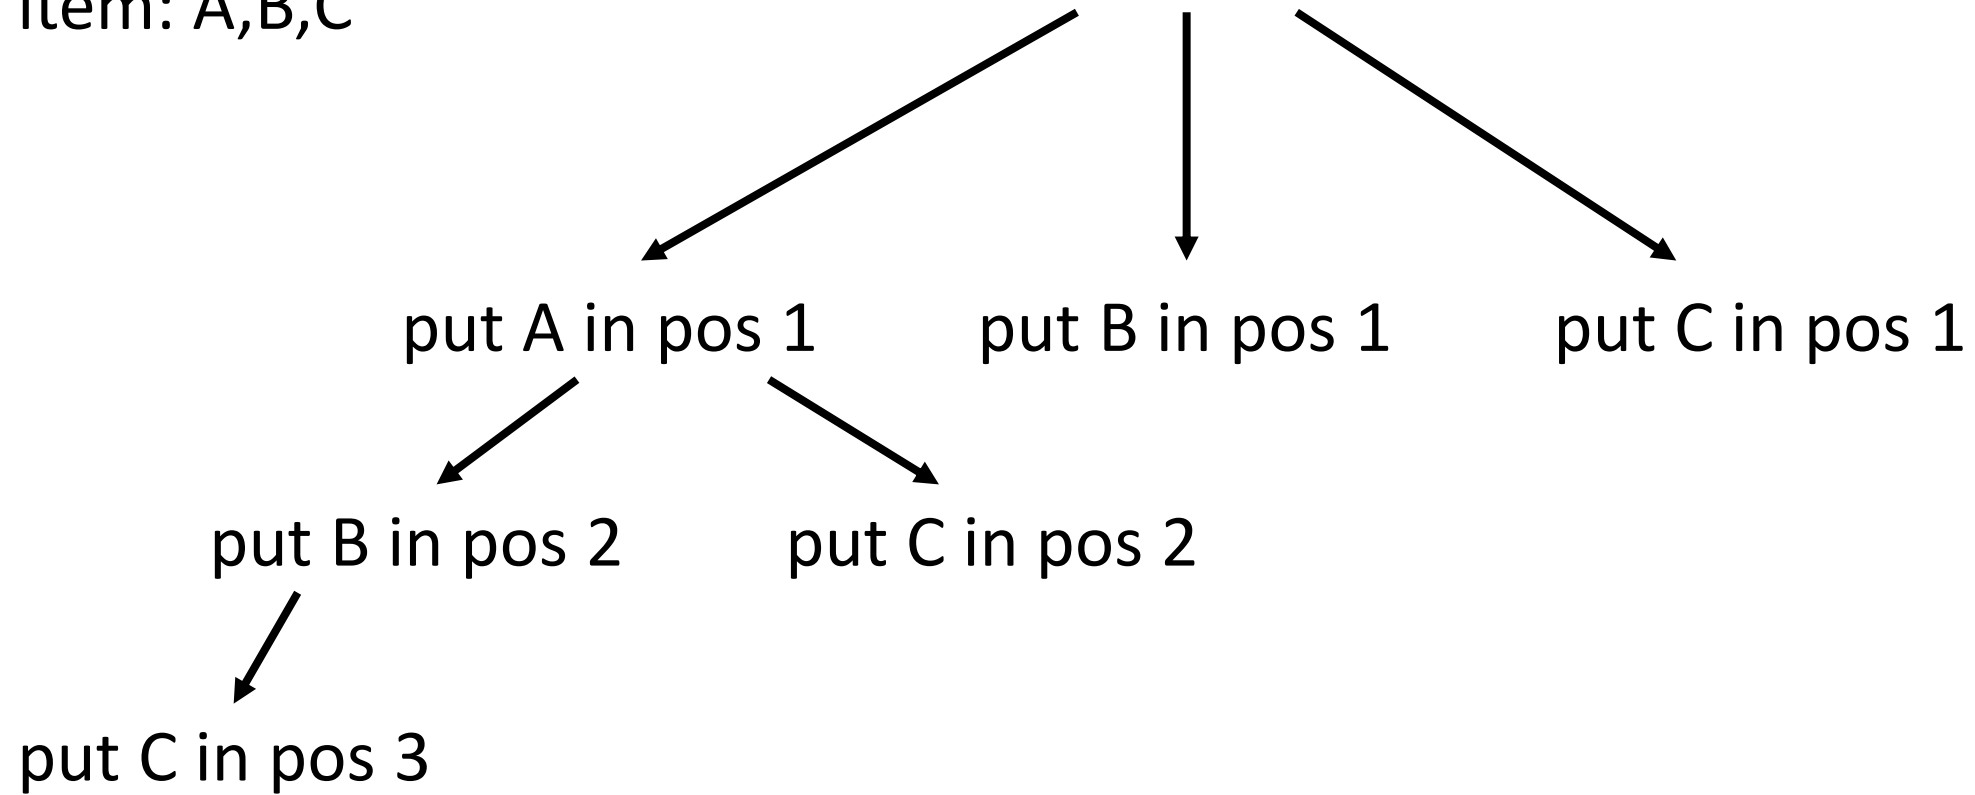 item: A,B,C
put A in pos 1
put B in pos 1
put C in pos 1
put B in pos 2
put C in pos 2
put C in pos 3